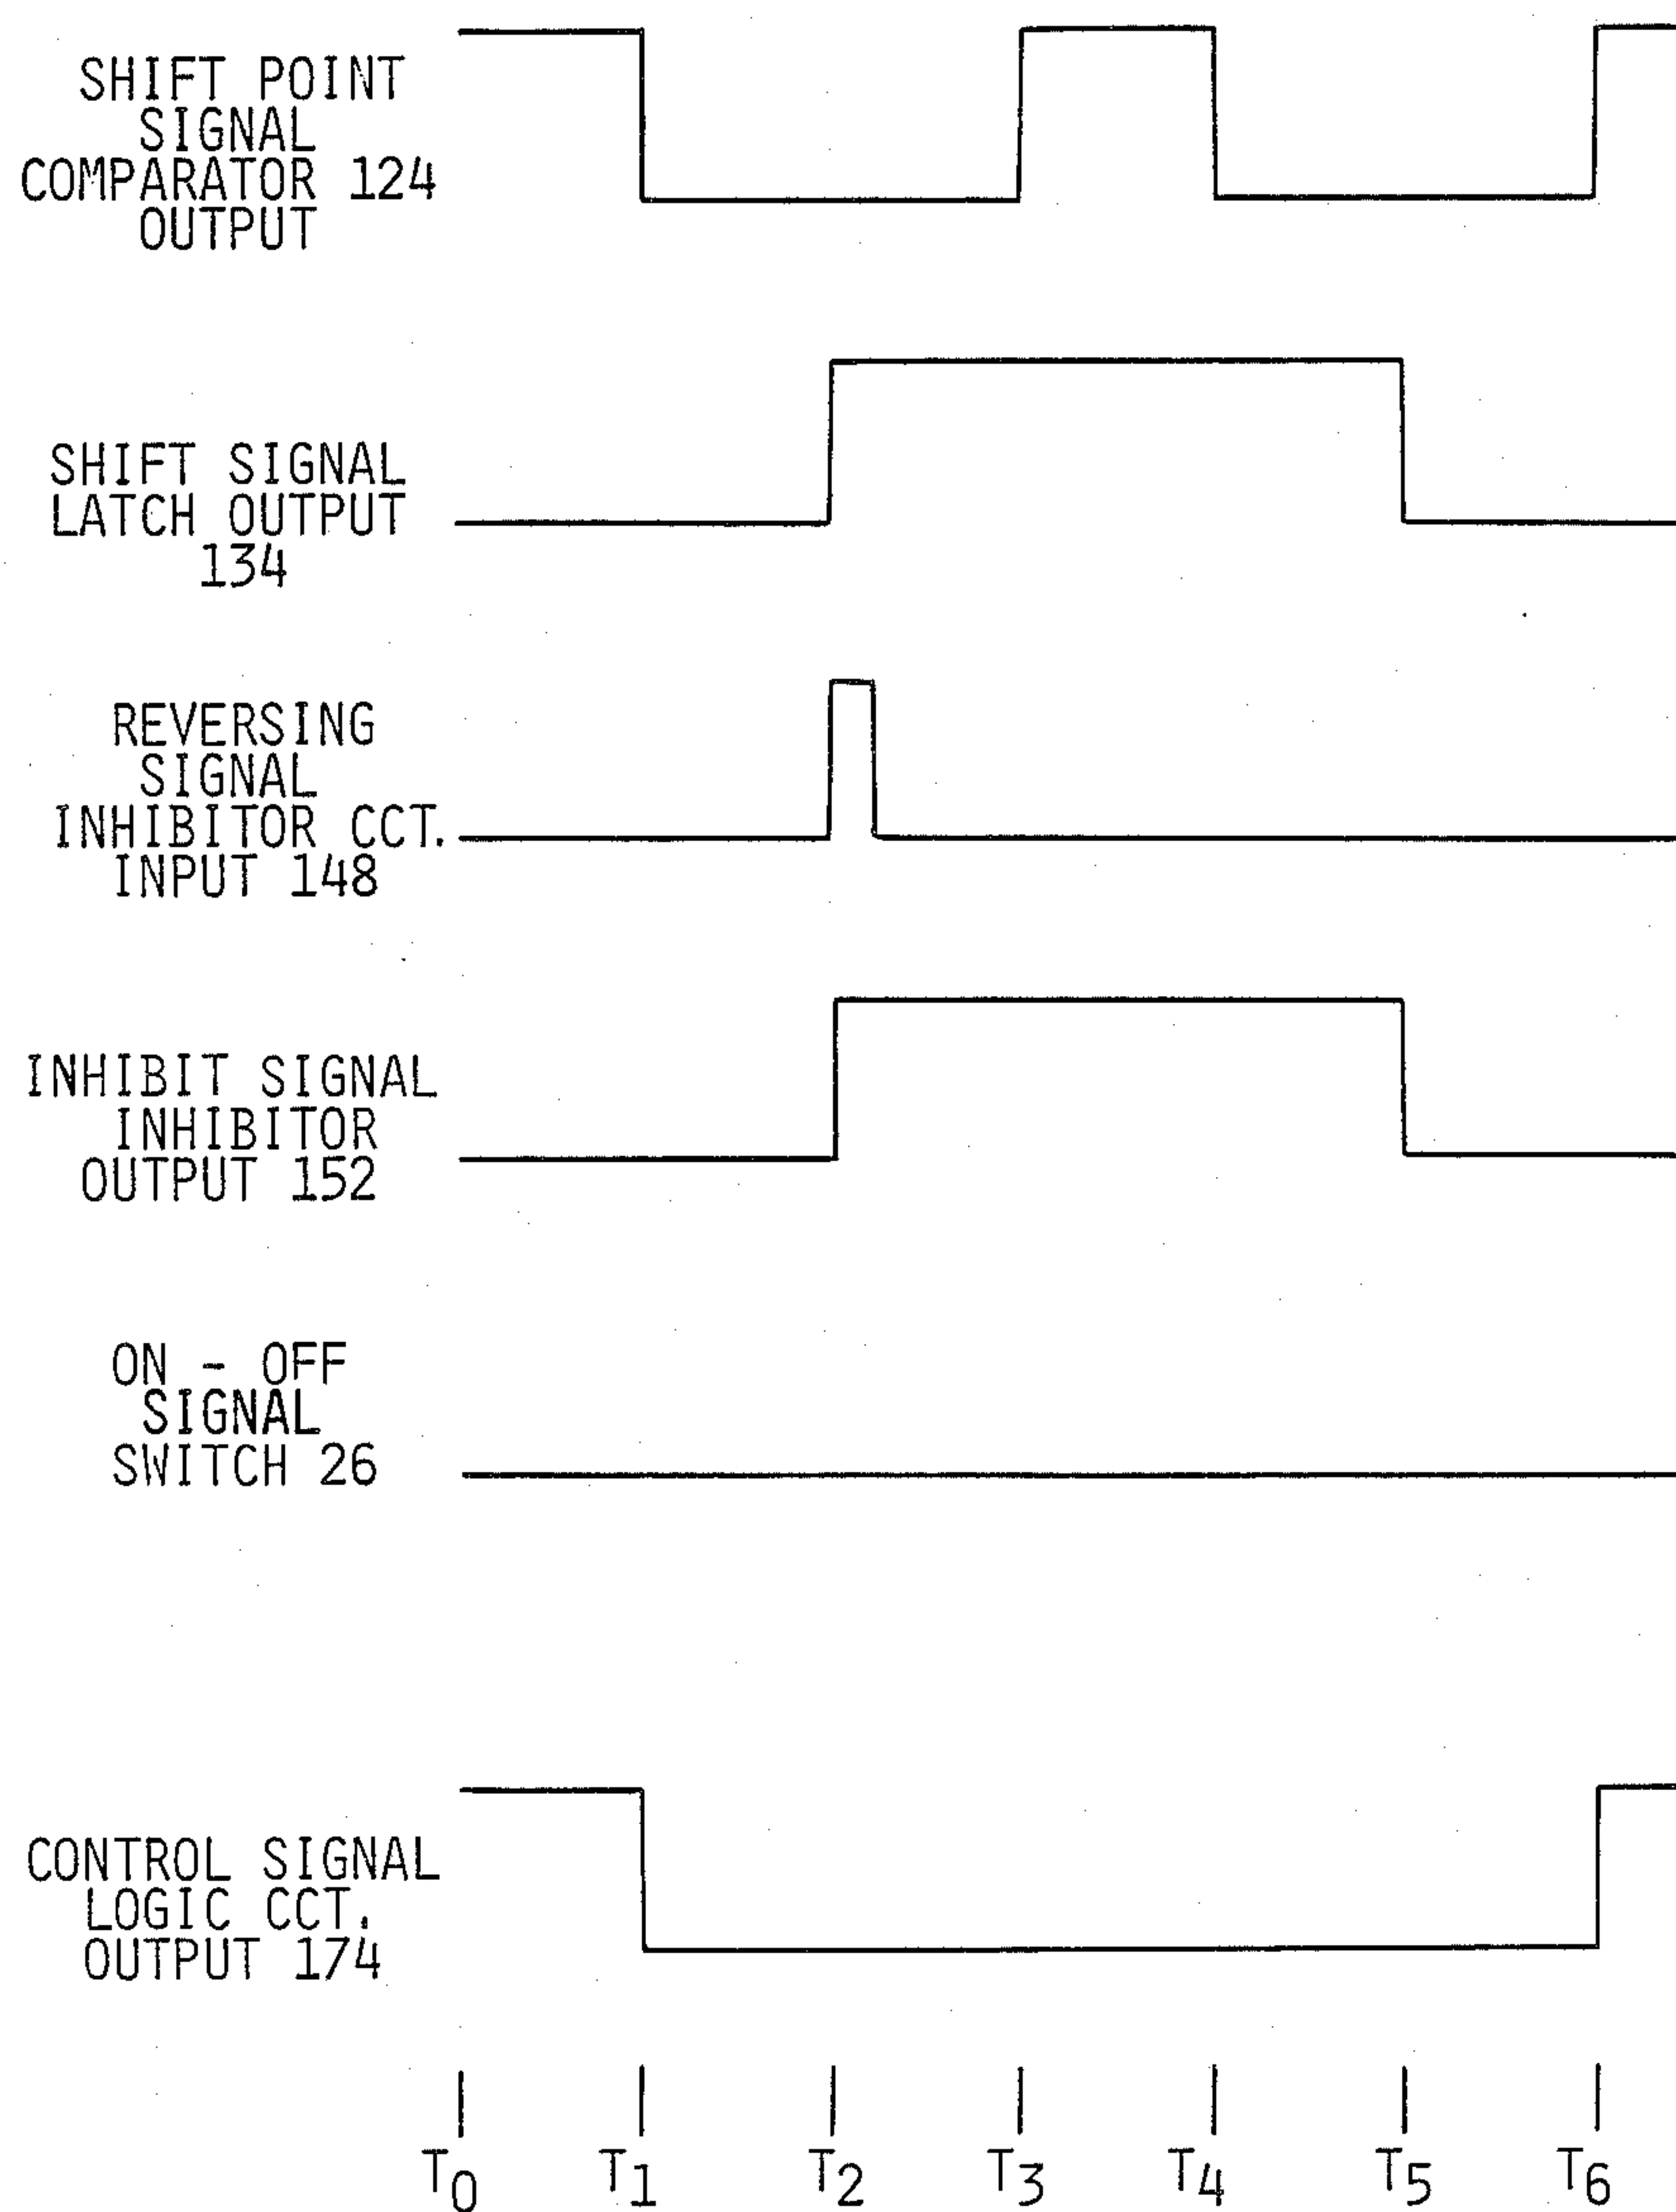 SHIFT POINT
SIGNAL
COMPARATOR 124
OUTPUT
SHIFT SIGNAL
LATCH OUTPUT
134
REVERSING
SIGNAL
INHIBITOR CCT.
INPUT 148
INHIBIT SIGNAL
INHIBITOR
OUTPUT 152
ON - OFF
SIGNAL
SWITCH 26
CONTROL SIGNAL
LOGIC CCT.
OUTPUT 174
T0 T1 T2 T3 T4 T5 T6